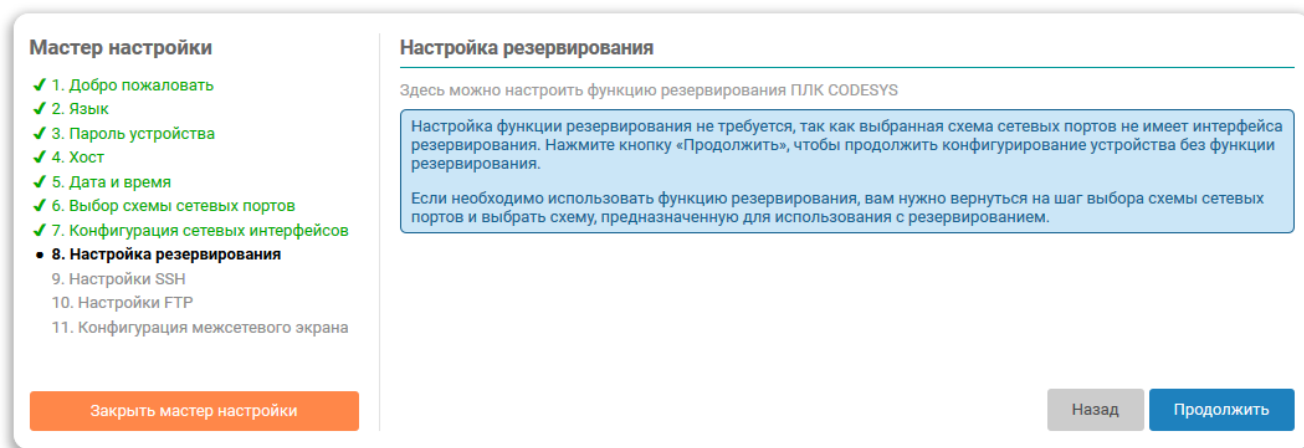 Мастер настройки
1. Добро пожаловать
2. Язык
3. Пароль устройства
4. Хост
5. Дата и время
6. Выбор схемы сетевых портов
7. Конфигурация сетевых интерфейсов
8. Настройка резервирования
9. Настройки SSH
10. Настройки FTP
11. Конфигурация межсетевого экрана
Закрыть мастер настройки
Настройка резервирования
Здесь можно настроить функцию резервирования ПЛК CODESYS
Настройка функции резервирования не требуется, так как выбранная схема сетевых портов не имеет интерфейса
резервирования. Нажмите кнопку «Продолжить», чтобы продолжить конфигурирование устройства без функции
резервирования.
Если необходимо использовать функцию резервирования, вам нужно вернуться на шаг выбора схемы сетевых
портов и выбрать схему, предназначенную для использования с резервированием.
Назад
Продолжить